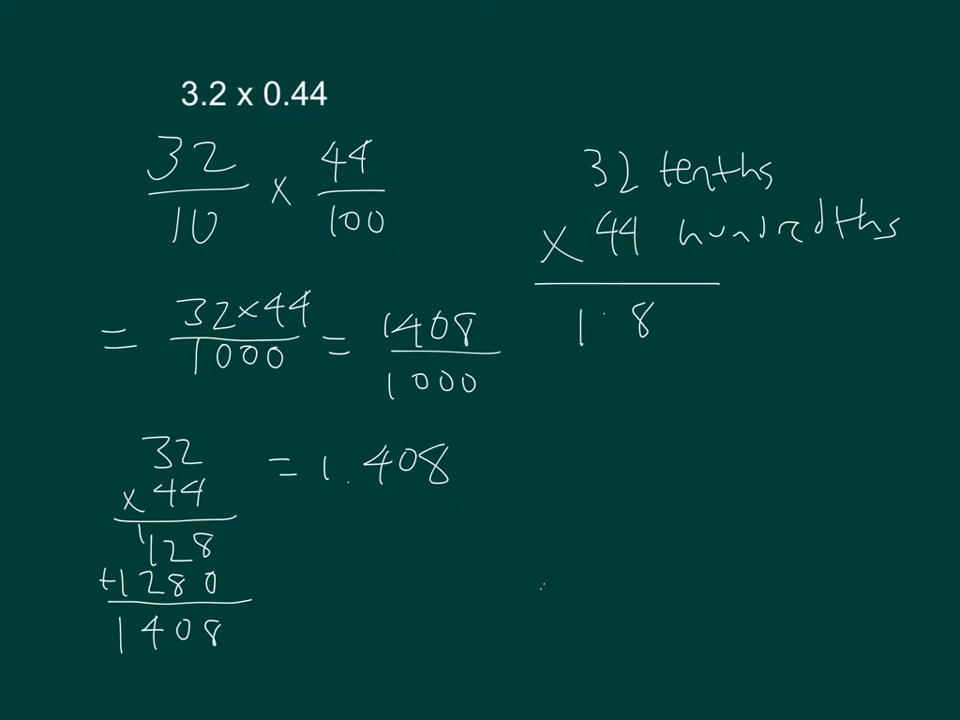 3.2 x 0.44
32/10 x 44/100
= 32x44/1000 = 1408/1000
= 1.408
32
x 44
1
128
+1280
1408
32 tenths
x 44 hundredths
1 8